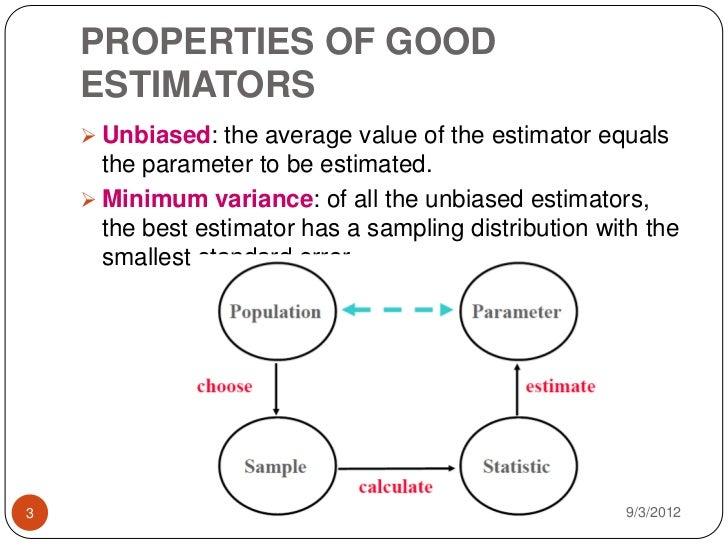 PROPERTIES OF GOOD
ESTIMATORS
➢ Unbiased: the average value of the estimator equals
the parameter to be estimated.
➢ Minimum variance: of all the unbiased estimators,
the best estimator has a sampling distribution with the
smallest standard error
Population
Parameter
choose
estimate
Sample
Statistic
calculate
3
9/3/2012